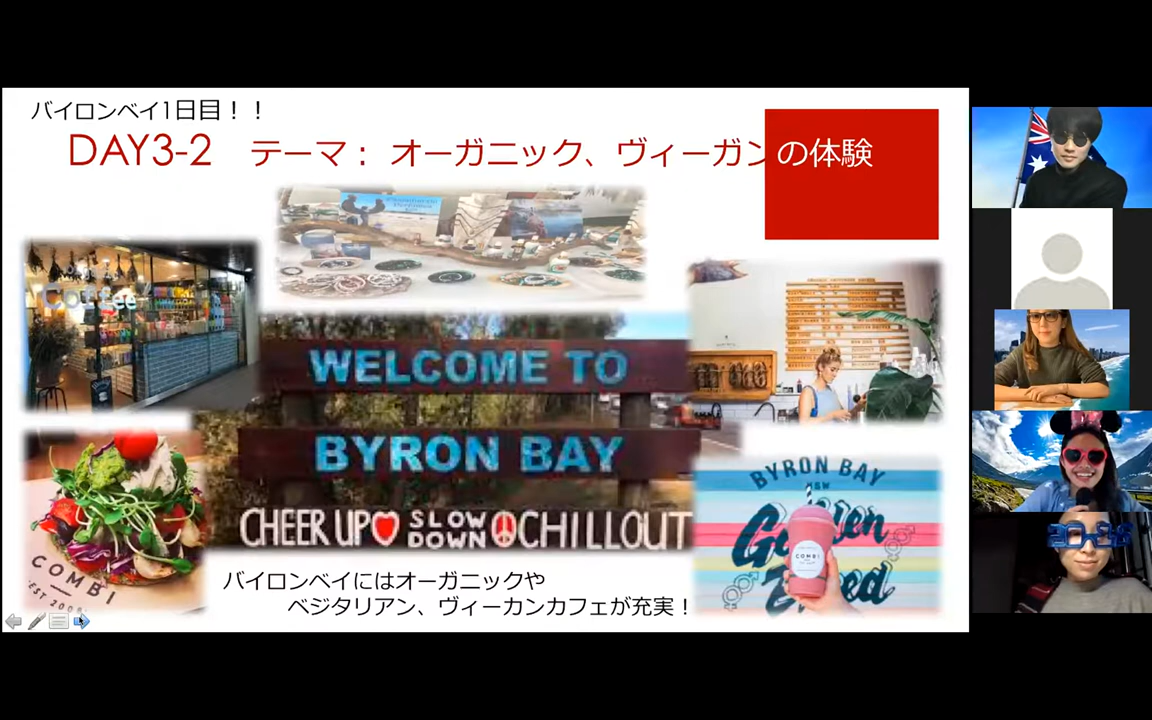 バイロンベイ1日目！！
DAY3-2 テーマ： オーガニック、ヴィーガンの体験
Coffee
WELCOME TO
BYRON BAY
CHEER UP SLOW DOWN CHILLOUT
COMBI
BYRON BAY
NSW
COMBI
バイロンベイにはオーガニックや
ベジタリアン、ヴィーカンカフェが充実！